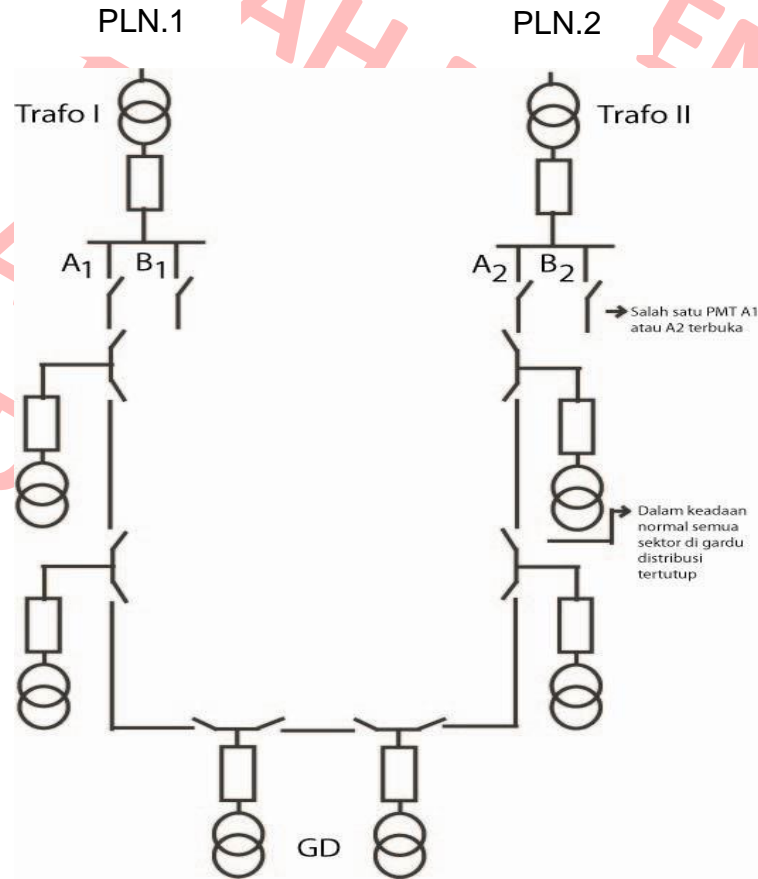 PLN.1
PLN.2
Trafo I
Trafo II
A1
B1
A2
B2
Salah satu PMT A1
atau A2 terbuka
Dalam keadaan
normal semua
sektor di gardu
distribusi
tertutup
GD